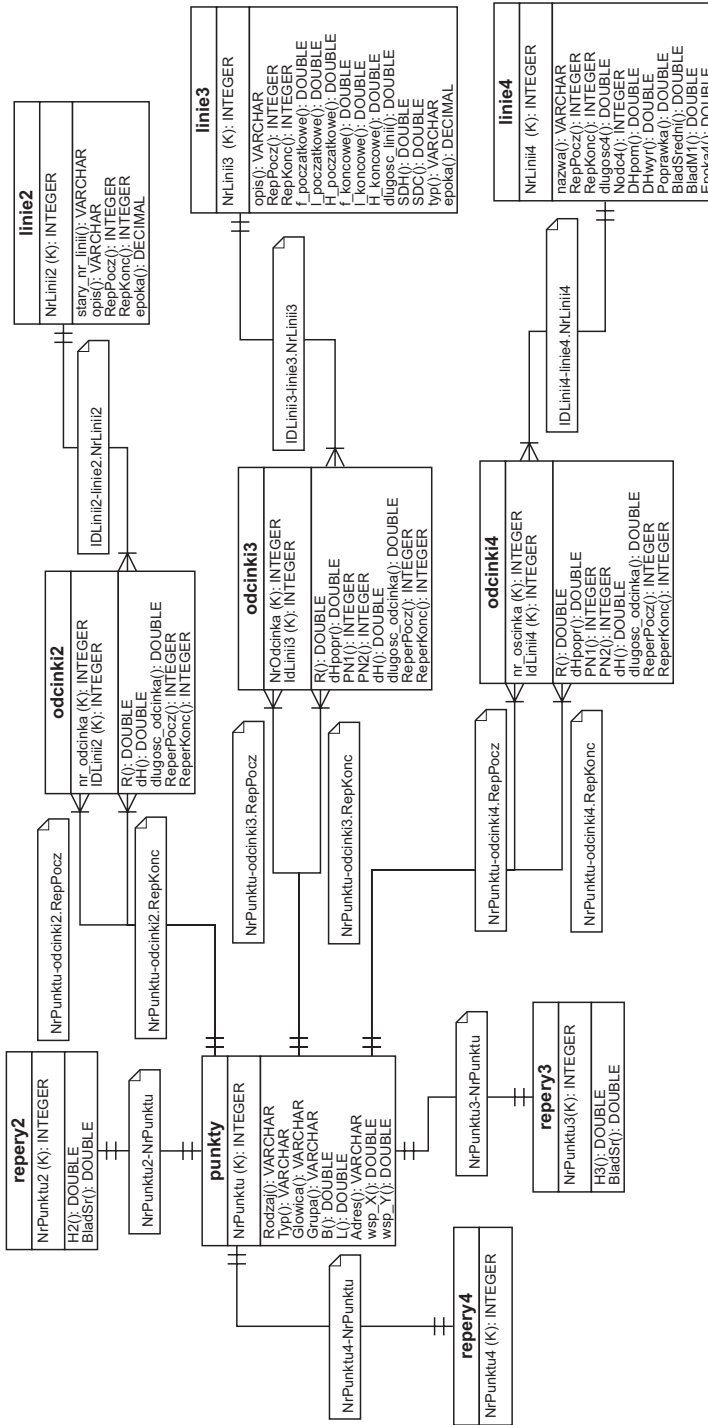 repery2
NrPunktu2 (K): INTEGER
H2(): DOUBLE
BladSr(): DOUBLE
NrPunktu2-NrPunktu
punkty
NrPunktu (K): INTEGER
Rodzaj(): VARCHAR
Typ(): VARCHAR
Glowica(): VARCHAR
Grupa(): VARCHAR
B(): DOUBLE
L(): DOUBLE
Adres(): VARCHAR
wsp_X(): DOUBLE
wsp_Y(): DOUBLE
NrPunktu4-NrPunktu
repery4
NrPunktu4 (K): INTEGER
NrPunktu3-NrPunktu
repery3
NrPunktu3(K): INTEGER
H3(): DOUBLE
BladSr(): DOUBLE
NrPunktu-odcinki2.RepPocz
NrPunktu-odcinki2.RepKonc
odcinki2
nr_odcinka (K): INTEGER
IDLinii2 (K): INTEGER
R(): DOUBLE
dH(): DOUBLE
dlugosc_odcinka(): DOUBLE
ReperPocz(): INTEGER
ReperKonc(): INTEGER
IDLinii2-linie2.NrLinii2
linie2
NrLinii2 (K): INTEGER
stary_nr_linii(): VARCHAR
opis(): VARCHAR
RepPocz(): INTEGER
RepKonc(): INTEGER
epoka(): DECIMAL
NrPunktu-odcinki3.RepPocz
NrPunktu-odcinki3.RepKonc
odcinki3
NrOdcinka (K): INTEGER
IdLinii3 (K): INTEGER
R(): DOUBLE
dHpopr(): DOUBLE
PN1(): INTEGER
PN2(): INTEGER
dH(): DOUBLE
dlugosc_odcinka(): DOUBLE
ReperPocz(): INTEGER
ReperKonc(): INTEGER
IDLinii3-linie3.NrLinii3
linie3
NrLinii3 (K): INTEGER
opis(): VARCHAR
RepPocz(): INTEGER
RepKonc(): INTEGER
f_poczatkowe(): DOUBLE
l_poczatkowe(): DOUBLE
H_poczatkowe(): DOUBLE
f_koncowe(): DOUBLE
l_koncowe(): DOUBLE
H_koncowe(): DOUBLE
dlugosc_linii(): DOUBLE
SDH(): DOUBLE
SDC(): DOUBLE
typ(): VARCHAR
epoka(): DECIMAL
NrPunktu-odcinki4.RepPocz
NrPunktu-odcinki4.RepKonc
odcinki4
nr_oscinka (K): INTEGER
IdLinii4 (K): INTEGER
R(): DOUBLE
dHpopr(): DOUBLE
PN1(): INTEGER
PN2(): INTEGER
dH(): DOUBLE
dlugosc_odcinka(): DOUBLE
ReperPocz(): INTEGER
ReperKonc(): INTEGER
IDLinii4-linie4.NrLinii4
linie4
NrLinii4 (K): INTEGER
nazwa(): VARCHAR
RepPocz(): INTEGER
RepKonc(): INTEGER
dlugosc4(): DOUBLE
Nodc4(): INTEGER
DHpom(): DOUBLE
DHwyr(): DOUBLE
Poprawka(): DOUBLE
BladSredni(): DOUBLE
BladM1(): DOUBLE
Epoka4(): DOUBLE